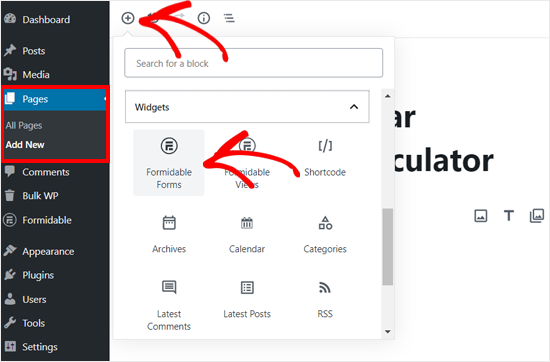 Dashboard
Posts
Media
Pages
All Pages
Add New
Comments
Bulk WP
Formidable
Appearance
Plugins
Users
Tools
Settings
Search for a block
Widgets
Formidable
Forms
Formidable
Views
Shortcode
[/]
Archives
Calendar
Categories
Latest
Comments
Latest Posts
RSS
ar
culator
T